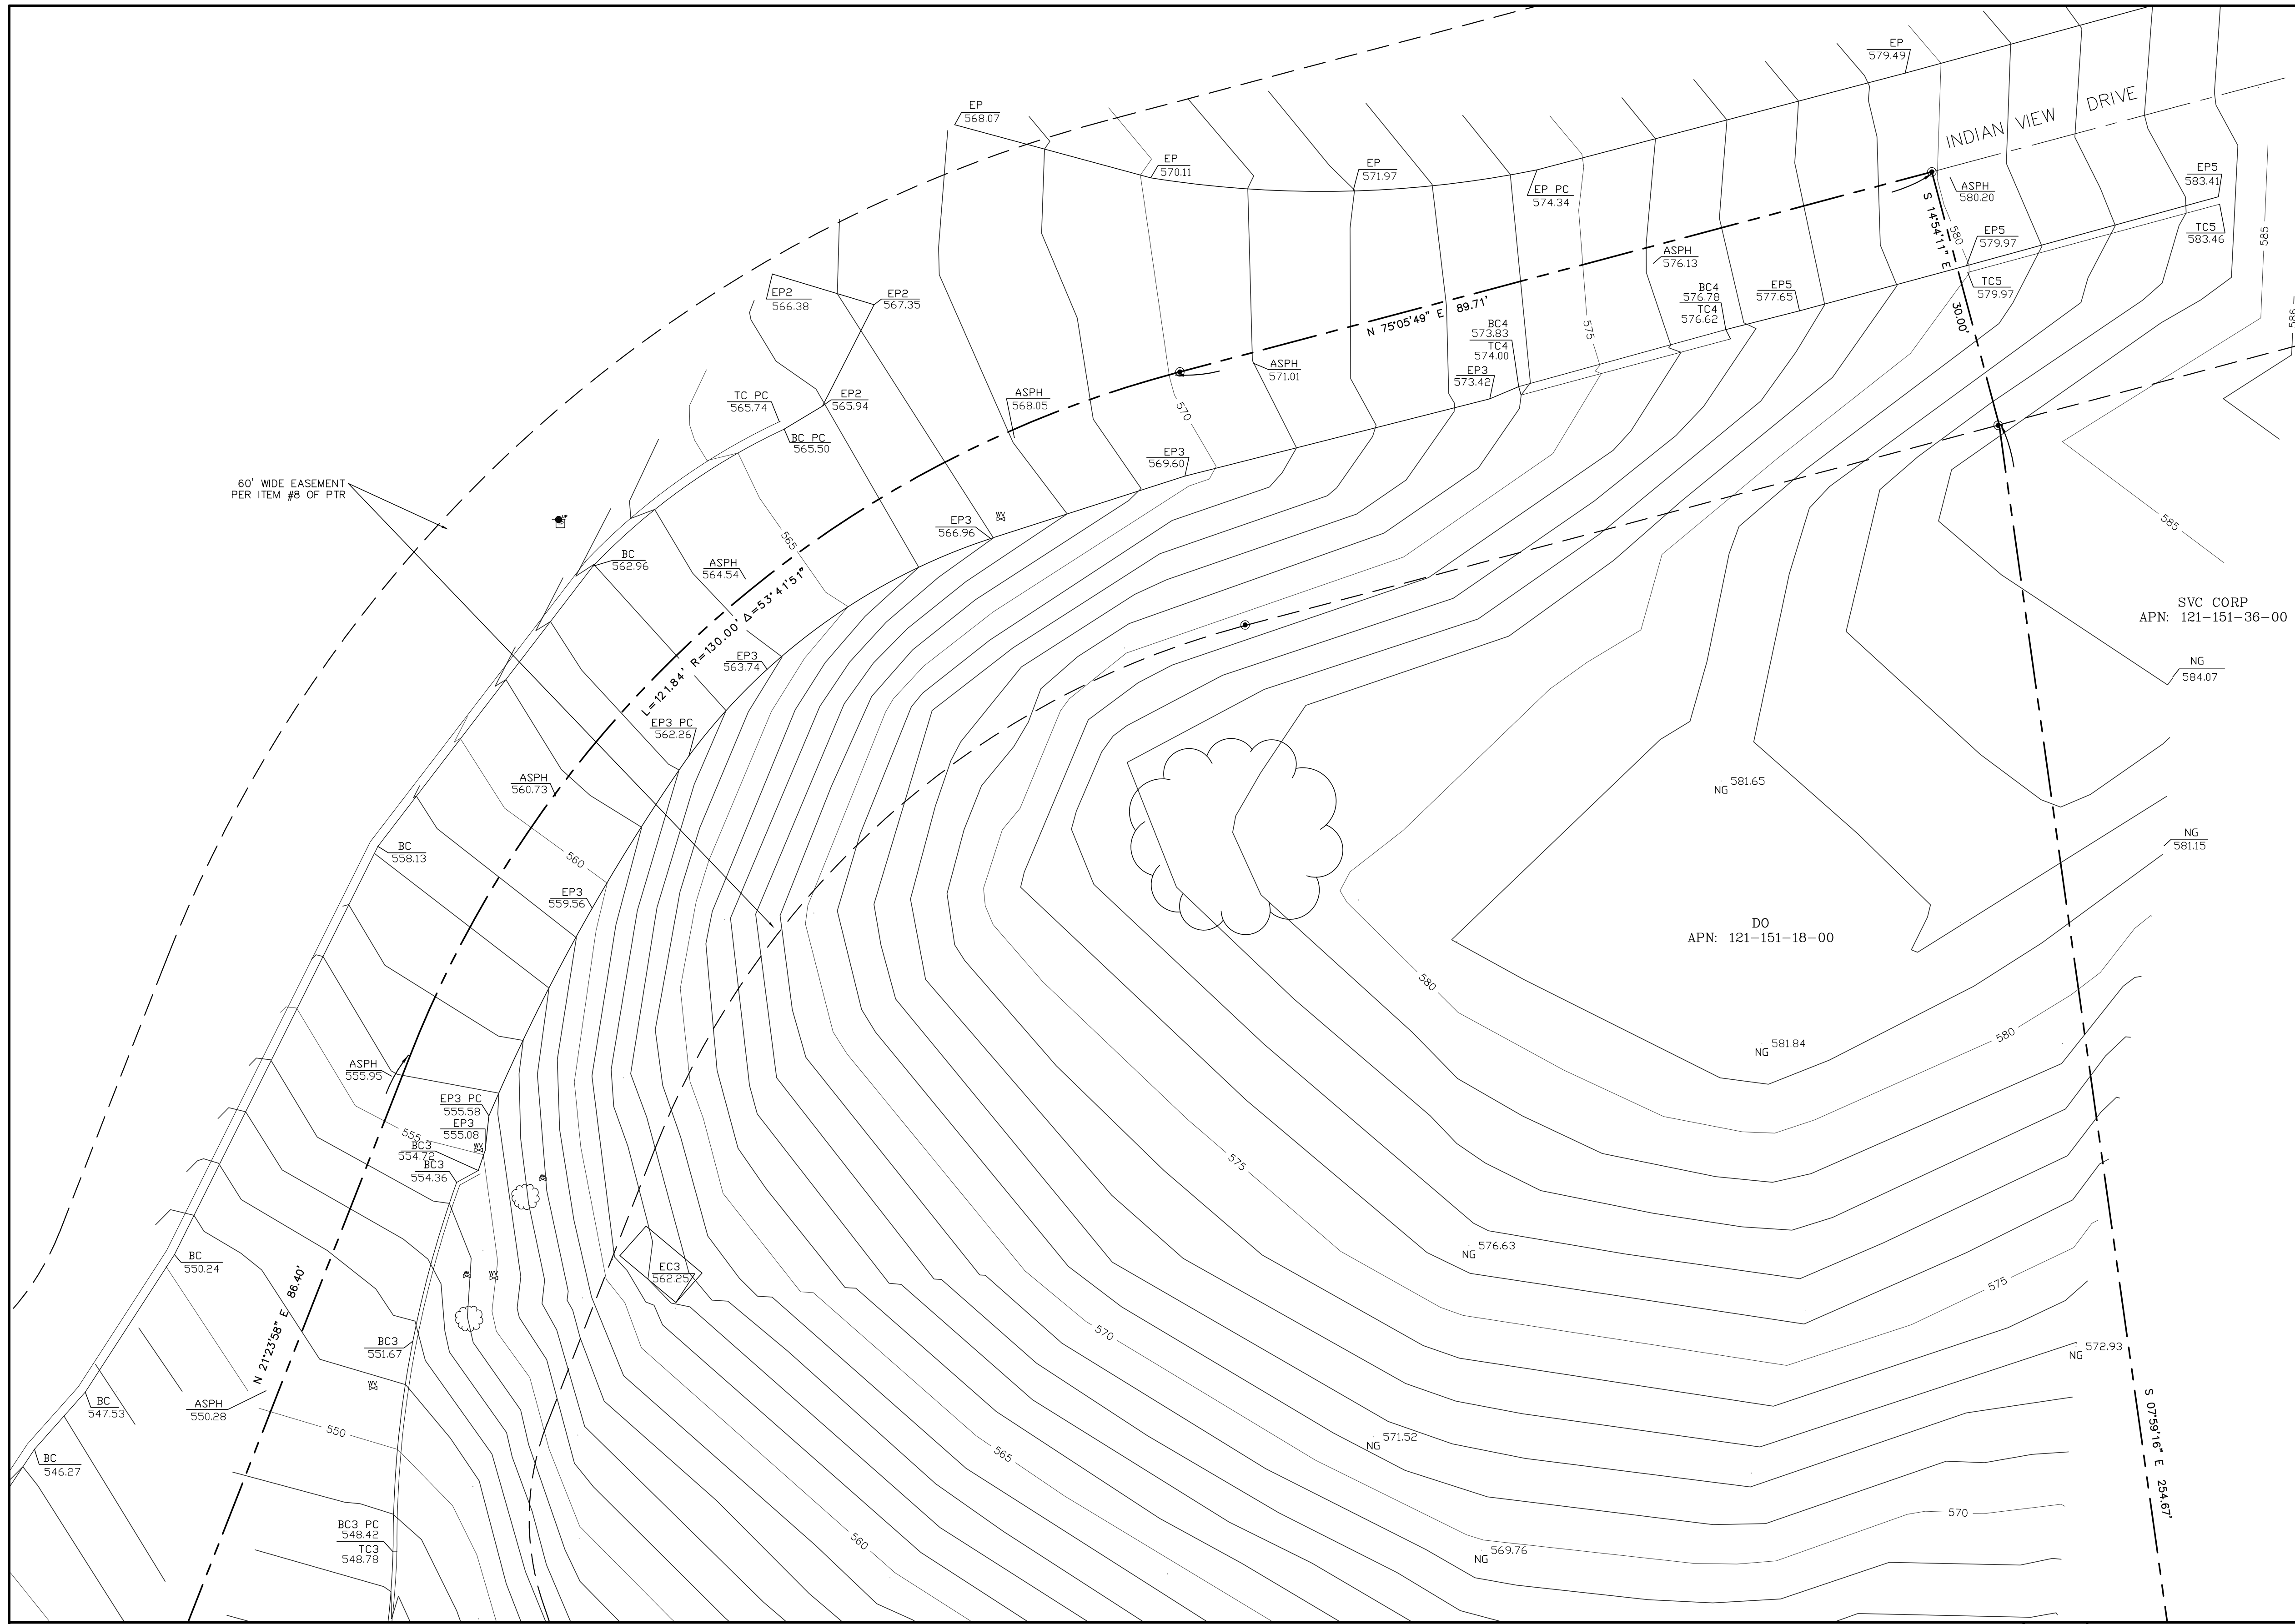 EP
579.49
INDIAN VIEW DRIVE
EP
568.07
EP
570.11
EP
571.97
EP PC
574.34
ASPH
580.20
EP5
583.41
TC5
583.46
585
S 14°54'11" E
30.00'
580
EP5
579.97
TC5
579.97
ASPH
576.13
BC4
576.78
TC4
576.62
EP5
577.65
EP2
566.38
EP2
567.35
N 75°05'49" E 89.71'
BC4
573.83
TC4
574.00
EP3
573.42
575
586
ASPH
571.01
TC PC
565.74
EP2
565.94
ASPH
568.05
570
BC PC
565.50
EP3
569.60
60' WIDE EASEMENT
PER ITEM #8 OF PTR
EP3
566.96
WV
565
585
BC
562.96
ASPH
564.54
L=121.84' R=130.00' Δ=53°41'51"
SVC CORP
APN: 121-151-36-00
EP3
563.74
NG
584.07
EP3 PC
562.26
ASPH
560.73
NG 581.65
560
BC
558.13
NG
581.15
EP3
559.56
DO
APN: 121-151-18-00
580
580
NG 581.84
ASPH
555.95
EP3 PC
555.58
EP3
555.08
555
WV
BC3
554.72
BC3
554.36
575
NG 576.63
BC
550.24
EC3
562.25
WV
575
N 21°23'58" E 86.40'
BC3
551.67
570
NG 572.93
WV
BC
547.53
ASPH
550.28
550
NG 571.52
565
S 07°59'16" E 254.67'
BC
546.27
570
BC3 PC
548.42
TC3
548.78
560
NG 569.76